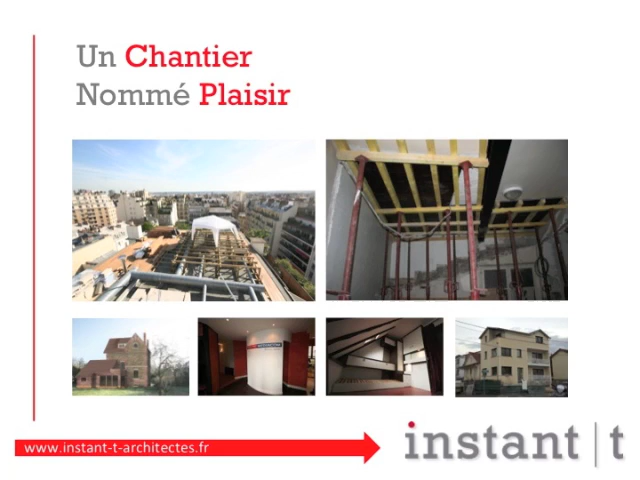 Un Chantier
Nommé Plaisir
www.instant-t-architectes.fr
instant | t